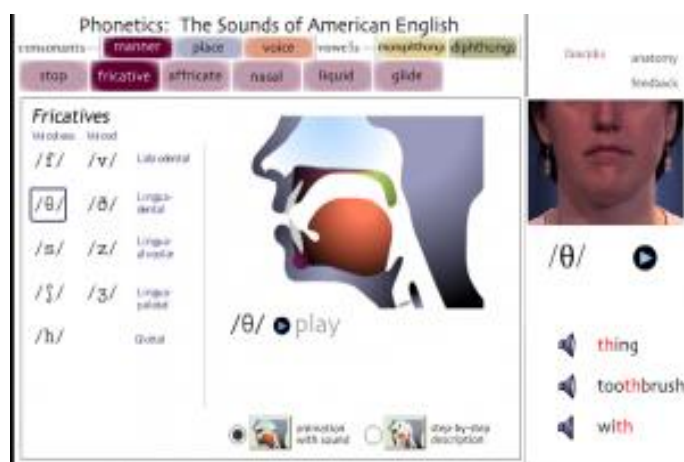 Phonetics: The Sounds of American English
consonants manner place voice vowels monophthongs diphthongs
stop fricative affricate nasal liquid glide
anatomy
feedback
Fricatives
Voiceless Voiced
/f/ /v/ Labiodental
/θ/ /ð/ Lingua-
dental
/s/ /z/ Lingua-
alveolar
/ʃ/ /ʒ/ Lingua-
palatal
/h/ Glottal
/θ/ play
animation
with sound
step-by-step
description
/θ/
thing
toothbrush
with